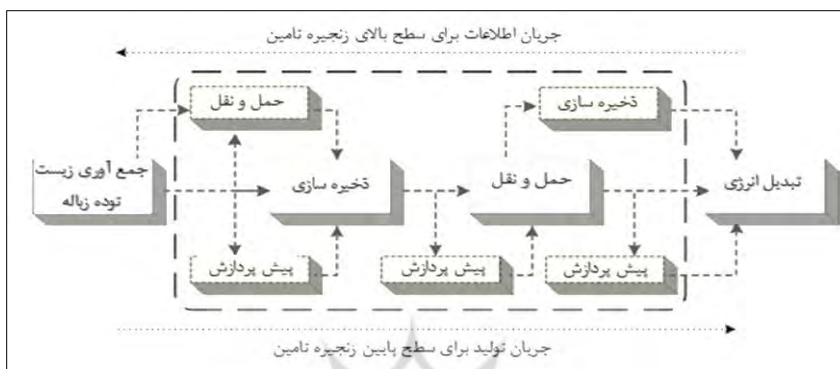 جریان اطلاعات برای سطح بالای زنجیره تامین
حمل و نقل
ذخیره سازی
جمع آوری زیست
توده زباله
ذخیره سازی
حمل و نقل
تبدیل انرژی
پیش پردازش
پیش پردازش
پیش پردازش
جریان تولید برای سطح پایین زنجیره تامین